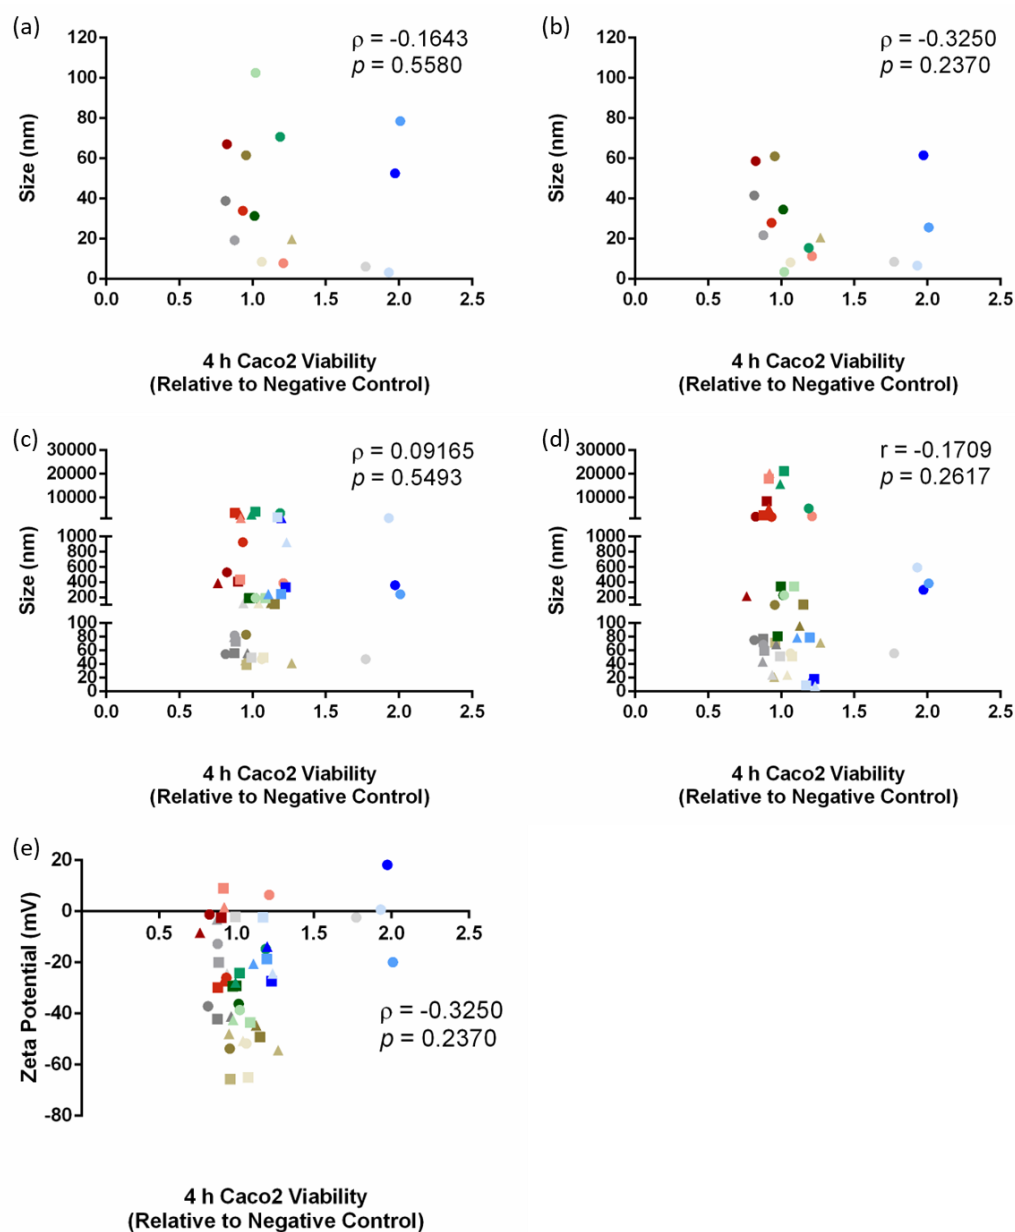 (a)
ρ = -0.1643
p = 0.5580
120
100
80
60
40
20
0
Size (nm)
0.0 0.5 1.0 1.5 2.0 2.5
4 h Caco2 Viability
(Relative to Negative Control)
(b)
ρ = -0.3250
p = 0.2370
120
100
80
60
40
20
0
Size (nm)
0.0 0.5 1.0 1.5 2.0 2.5
4 h Caco2 Viability
(Relative to Negative Control)
(c)
ρ = 0.09165
p = 0.5493
30000
20000
10000
1000
800
600
400
200
100
80
60
40
20
0
Size (nm)
0.0 0.5 1.0 1.5 2.0 2.5
4 h Caco2 Viability
(Relative to Negative Control)
(d)
r = -0.1709
p = 0.2617
30000
20000
10000
1000
800
600
400
200
100
80
60
40
20
0
Size (nm)
0.0 0.5 1.0 1.5 2.0 2.5
4 h Caco2 Viability
(Relative to Negative Control)
(e)
20
0
-20
-40
-60
-80
Zeta Potential (mV)
0.5 1.0 1.5 2.0 2.5
ρ = -0.3250
p = 0.2370
4 h Caco2 Viability
(Relative to Negative Control)